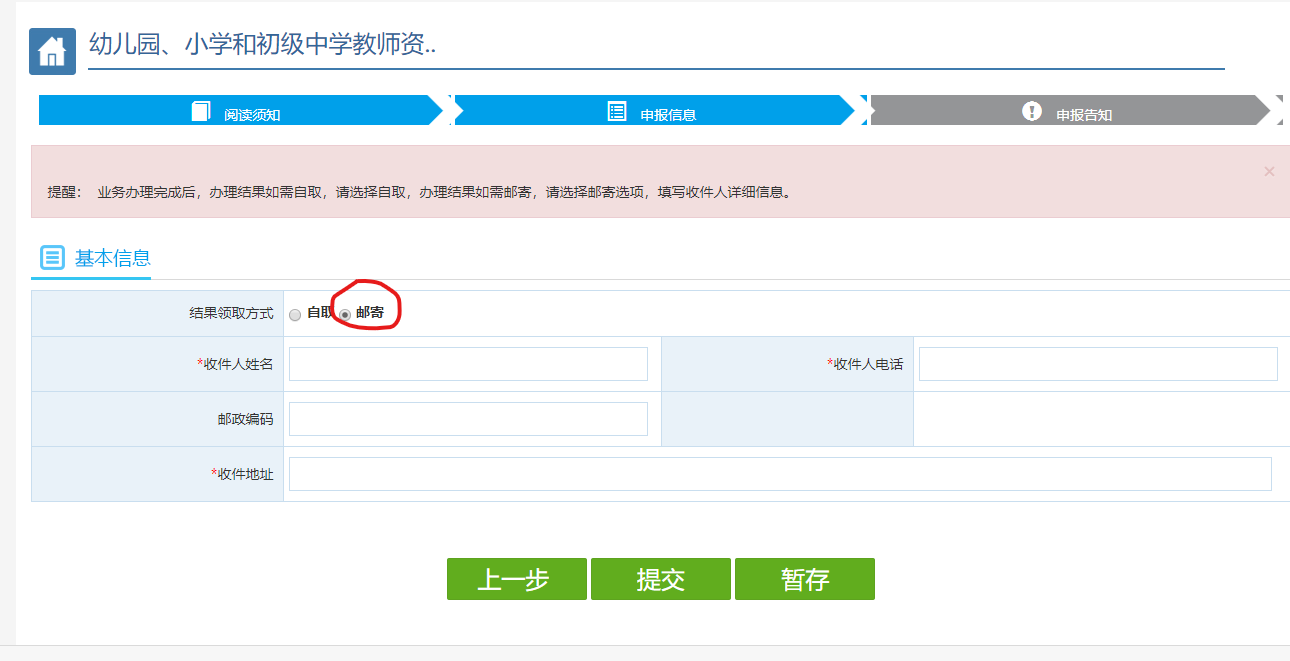 幼儿园、小学和初级中学教师资..
阅读须知
申报信息
申报告知
提醒： 业务办理完成后，办理结果如需自取，请选择自取，办理结果如需邮寄，请选择邮寄选项，填写收件人详细信息。
×
基本信息
结果领取方式 自取 邮寄
*收件人姓名 *收件人电话
邮政编码
*收件地址
上一步 提交 暂存